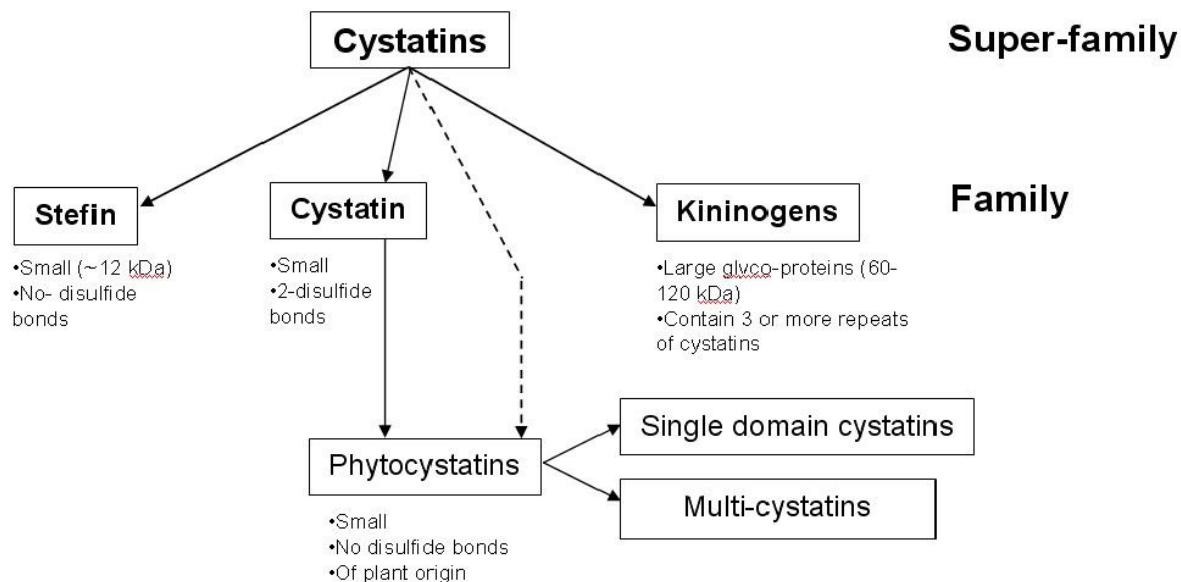 Cystatins
Super-family
Stefin
Cystatin
Kininogens
Family
•Small (~12 kDa)
•No- disulfide
bonds
•Small
•2-disulfide
bonds
•Large glyco-proteins (60-
120 kDa)
•Contain 3 or more repeats
of cystatins
Phytocystatins
Single domain cystatins
Multi-cystatins
•Small
•No disulfide bonds
•Of plant origin